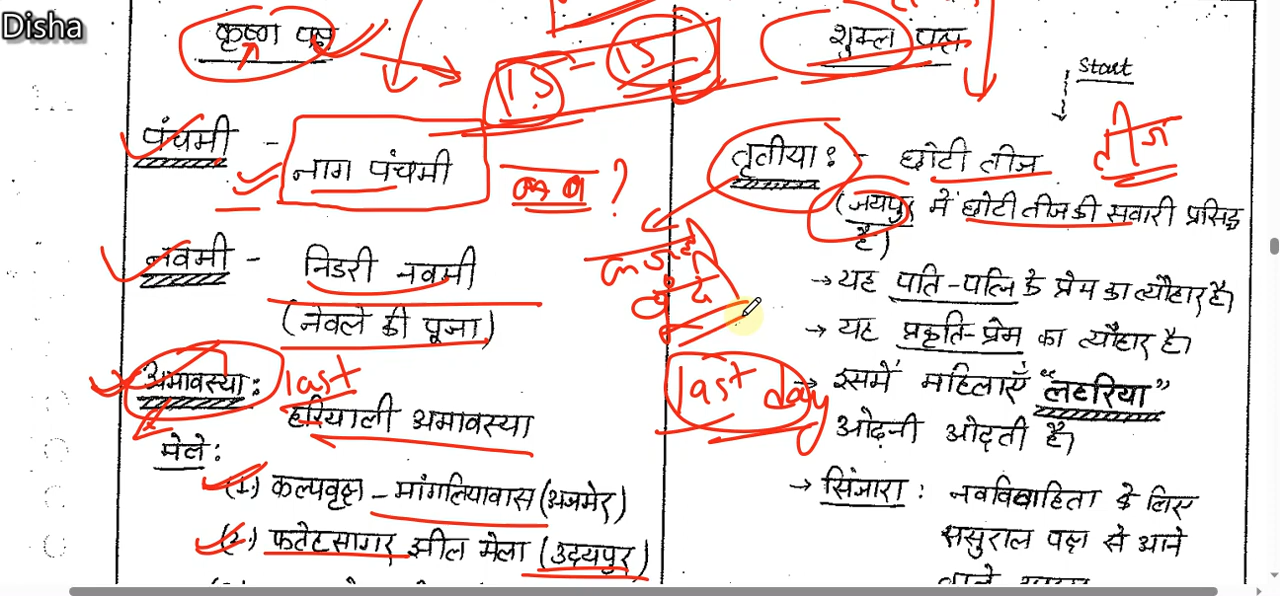 Disha
कृष्ण पक्ष
15 - 15
पंचमी -
नाग पंचमी
?
नवमी - निडरी नवमी
(नेवले की पूजा)
अमावस्या: last
हरियाली अमावस्या
मेले:
(1.) कल्पवृक्ष - मांगलियावास (अजमेर)
(2.) फतेहसागर झील मेला (उदयपुर)
शुक्ल पक्ष
Start
तीज
तृतीया: - छोटी तीज
(जयपुर में छोटी तीज की सवारी प्रसिद्ध
है)
→ यह पति-पत्नि के प्रेम का त्यौहार है।
→ यह प्रकृति-प्रेम का त्यौहार है।
last day
→ इसमें महिलाएँ "लहरिया"
ओढ़नी ओढ़ती है।
→ सिंजारा: नवविवाहिता के लिए
ससुराल पक्ष से आने
वाले